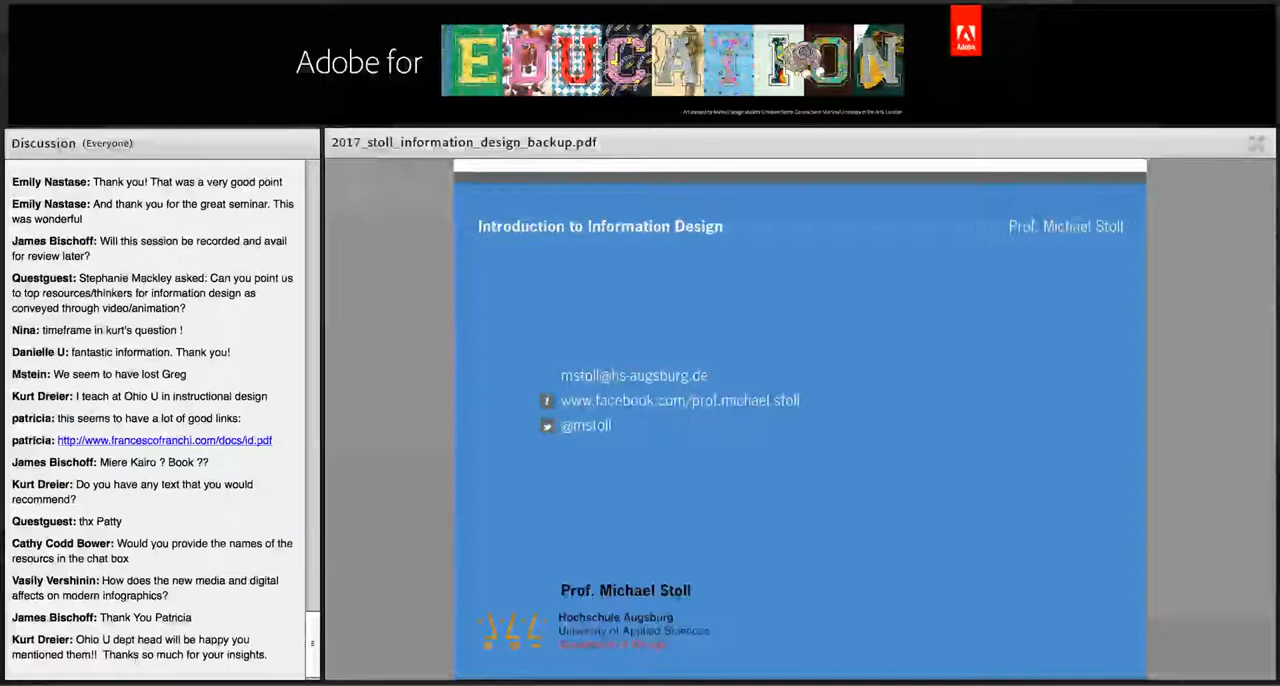 Adobe for EDUCATION
Adobe
Discussion (Everyone)
Emily Nastase: Thank you! That was a very good point
Emily Nastase: And thank you for the great seminar. This
was wonderful
James Bischoff: Will this session be recorded and avail
for review later?
Questguest: Stephanie Mackley asked: Can you point us
to top resources/thinkers for information design as
conveyed through video/animation?
Nina: timeframe in kurt's question !
Danielle U: fantastic information. Thank you!
Mstein: We seem to have lost Greg
Kurt Dreier: I teach at Ohio U in instructional design
patricia: this seems to have a lot of good links:
patricia: http://www.francescofranchi.com/docs/id.pdf
James Bischoff: Miere Kairo ? Book ??
Kurt Dreier: Do you have any text that you would
recommend?
Questguest: thx Patty
Cathy Codd Bower: Would you provide the names of the
resourcs in the chat box
Vasily Vershinin: How does the new media and digital
affects on modern infographics?
James Bischoff: Thank You Patricia
Kurt Dreier: Ohio U dept head will be happy you
mentioned them!! Thanks so much for your insights.
2017_stoll_information_design_backup.pdf
Introduction to Information Design
Prof. Michael Stoll
mstoll@hs-augsburg.de
www.facebook.com/prof.michael.stoll
@mstoll
Prof. Michael Stoll
Hochschule Augsburg
University of Applied Sciences